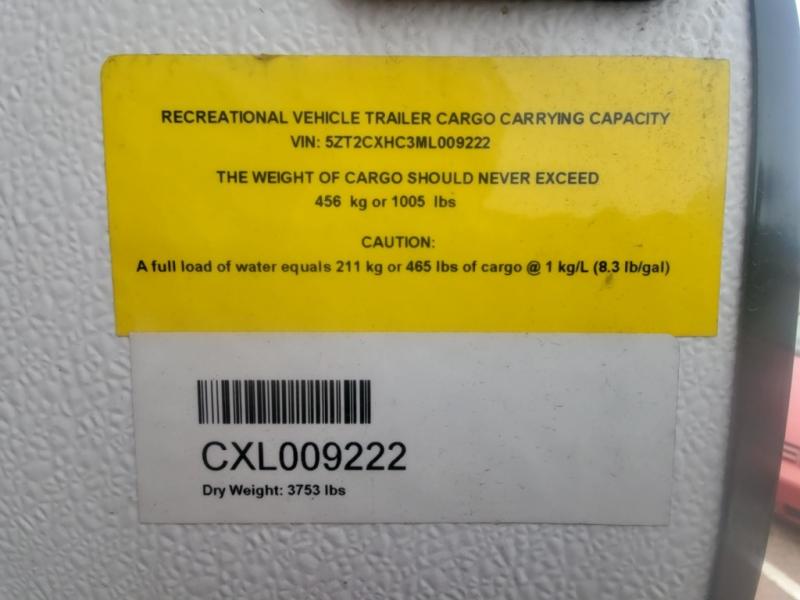 RECREATIONAL VEHICLE TRAILER CARGO CARRYING CAPACITY
VIN: 5ZT2CXHC3ML009222
THE WEIGHT OF CARGO SHOULD NEVER EXCEED
456 kg or 1005 lbs
CAUTION:
A full load of water equals 211 kg or 465 lbs of cargo @ 1 kg/L (8.3 lb/gal)
CXL009222
Dry Weight: 3753 lbs